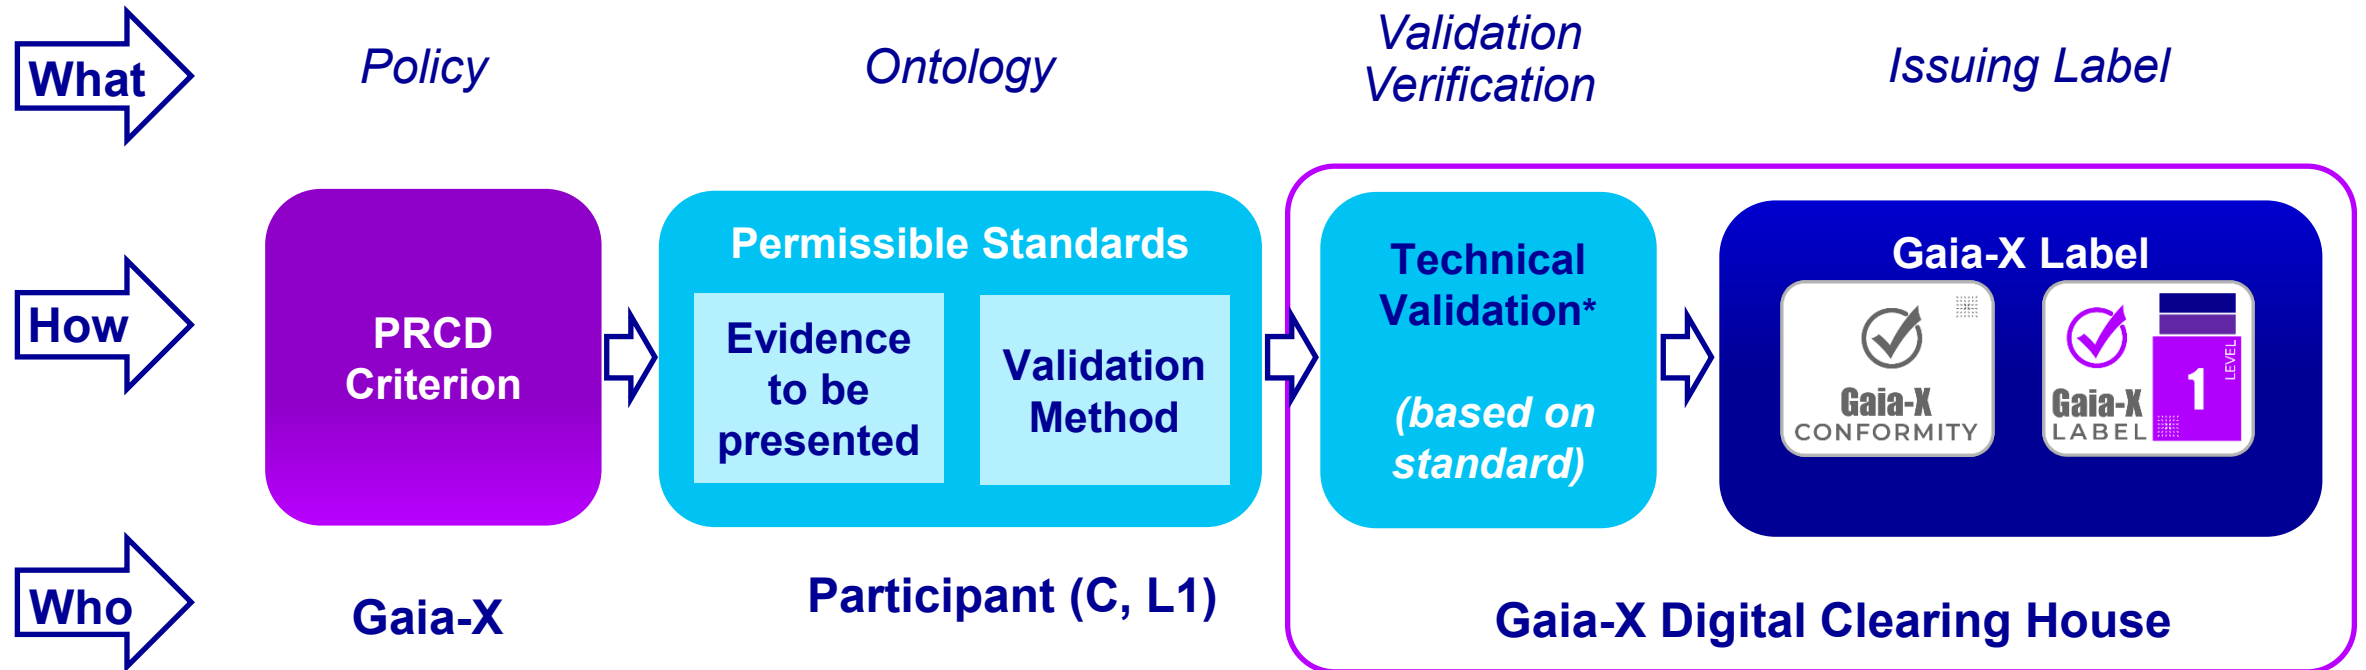 What
Policy
Ontology
Validation
Verification
Issuing Label
How
PRCD
Criterion
Permissible Standards
Evidence
to be
presented
Validation
Method
Technical
Validation*
(based on
standard)
Gaia-X Label
Gaia-X
CONFORMITY
Gaia-X
LABEL
1
LEVEL
Who
Gaia-X
Participant (C, L1)
Gaia-X Digital Clearing House